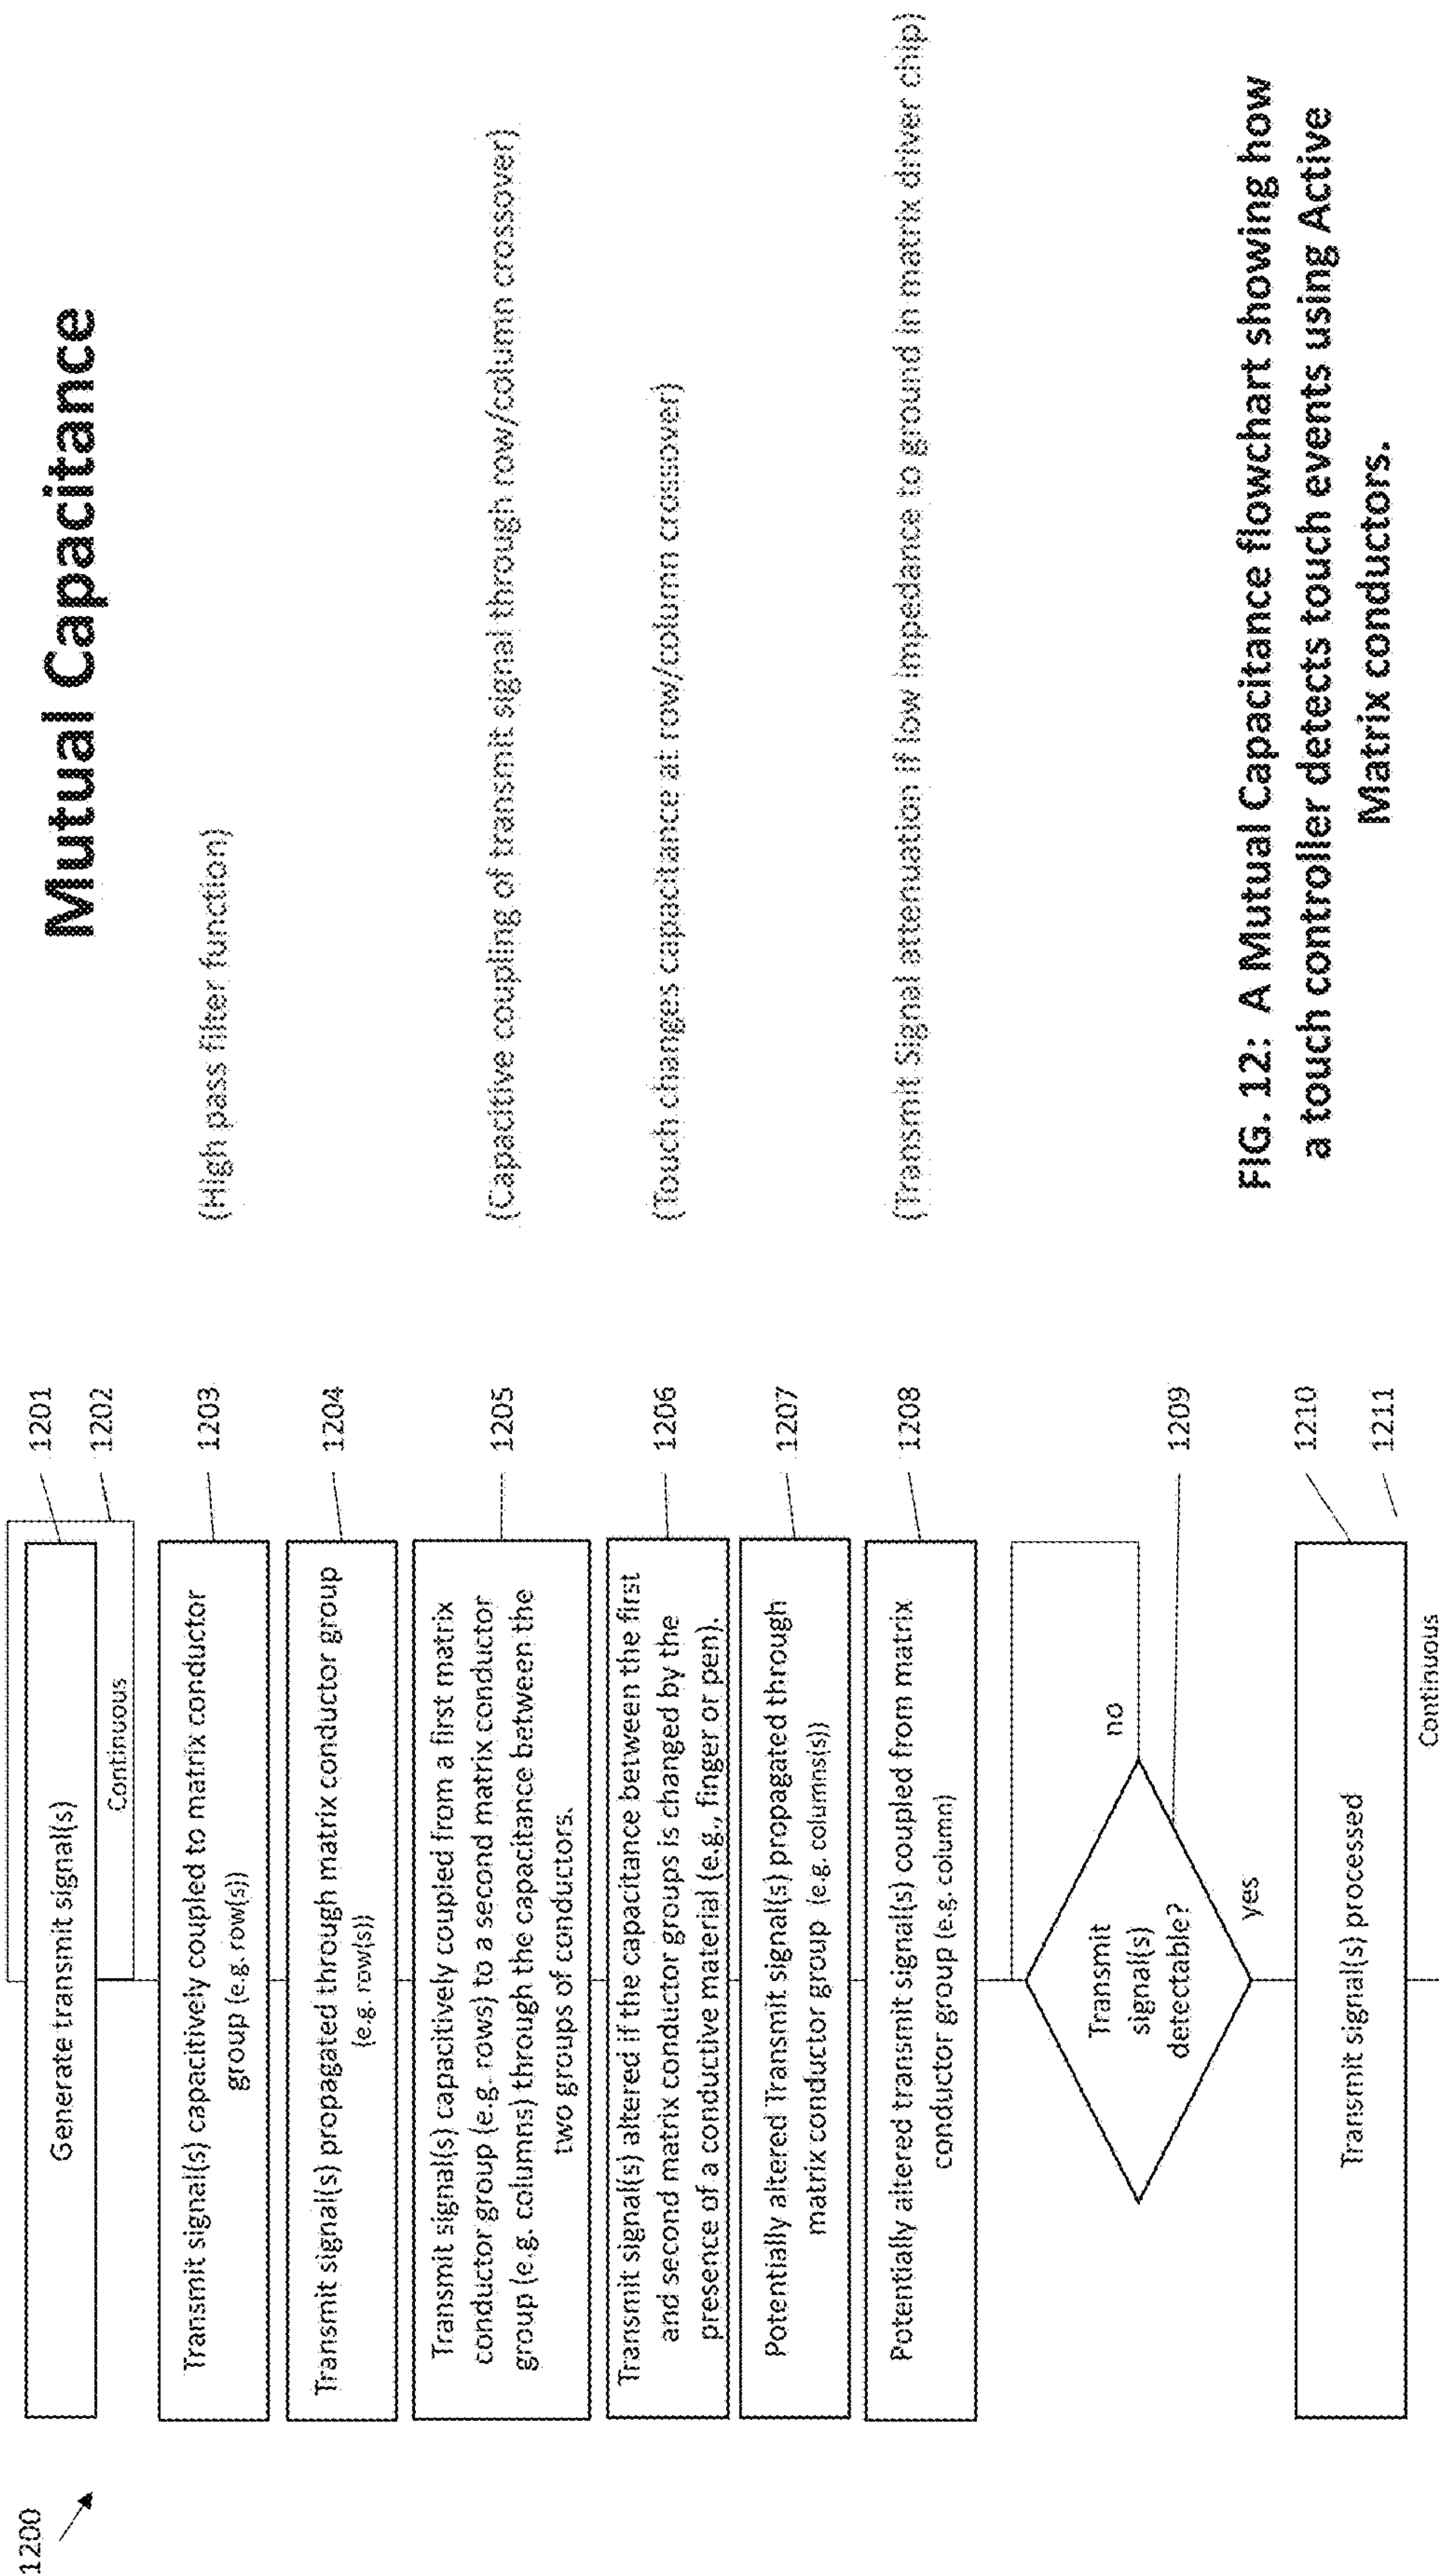 1200
Mutual Capacitance
Generate transmit signal(s)
1201
Continuous
1202
Transmit signal(s) capacitively coupled to matrix conductor
group (e.g. row(s))
1203
(High pass filter function)
Transmit signal(s) propagated through matrix conductor group
(e.g. row(s))
1204
Transmit signal(s) capacitively coupled from a first matrix
conductor group (e.g. rows) to a second matrix conductor
group (e.g. columns) through the capacitance between the
two groups of conductors.
1205
(Capacitive coupling of transmit signal through row/column crossover)
Transmit signal(s) altered if the capacitance between the first
and second matrix conductor groups is changed by the
presence of a conductive material (e.g., finger or pen).
1206
(Touch changes capacitance at row/column crossover)
Potentially altered Transmit signal(s) propagated through
matrix conductor group (e.g. columns(s))
1207
Potentially altered transmit signal(s) coupled from matrix
conductor group (e.g. column)
1208
(Transmit Signal attenuation if low impedance to ground in matrix driver chip)
Transmit
signal(s)
detectable?
no
1209
yes
Transmit signal(s) processed
1210
Continuous
1211
FIG. 12: A Mutual Capacitance flowchart showing how
a touch controller detects touch events using Active
Matrix conductors.